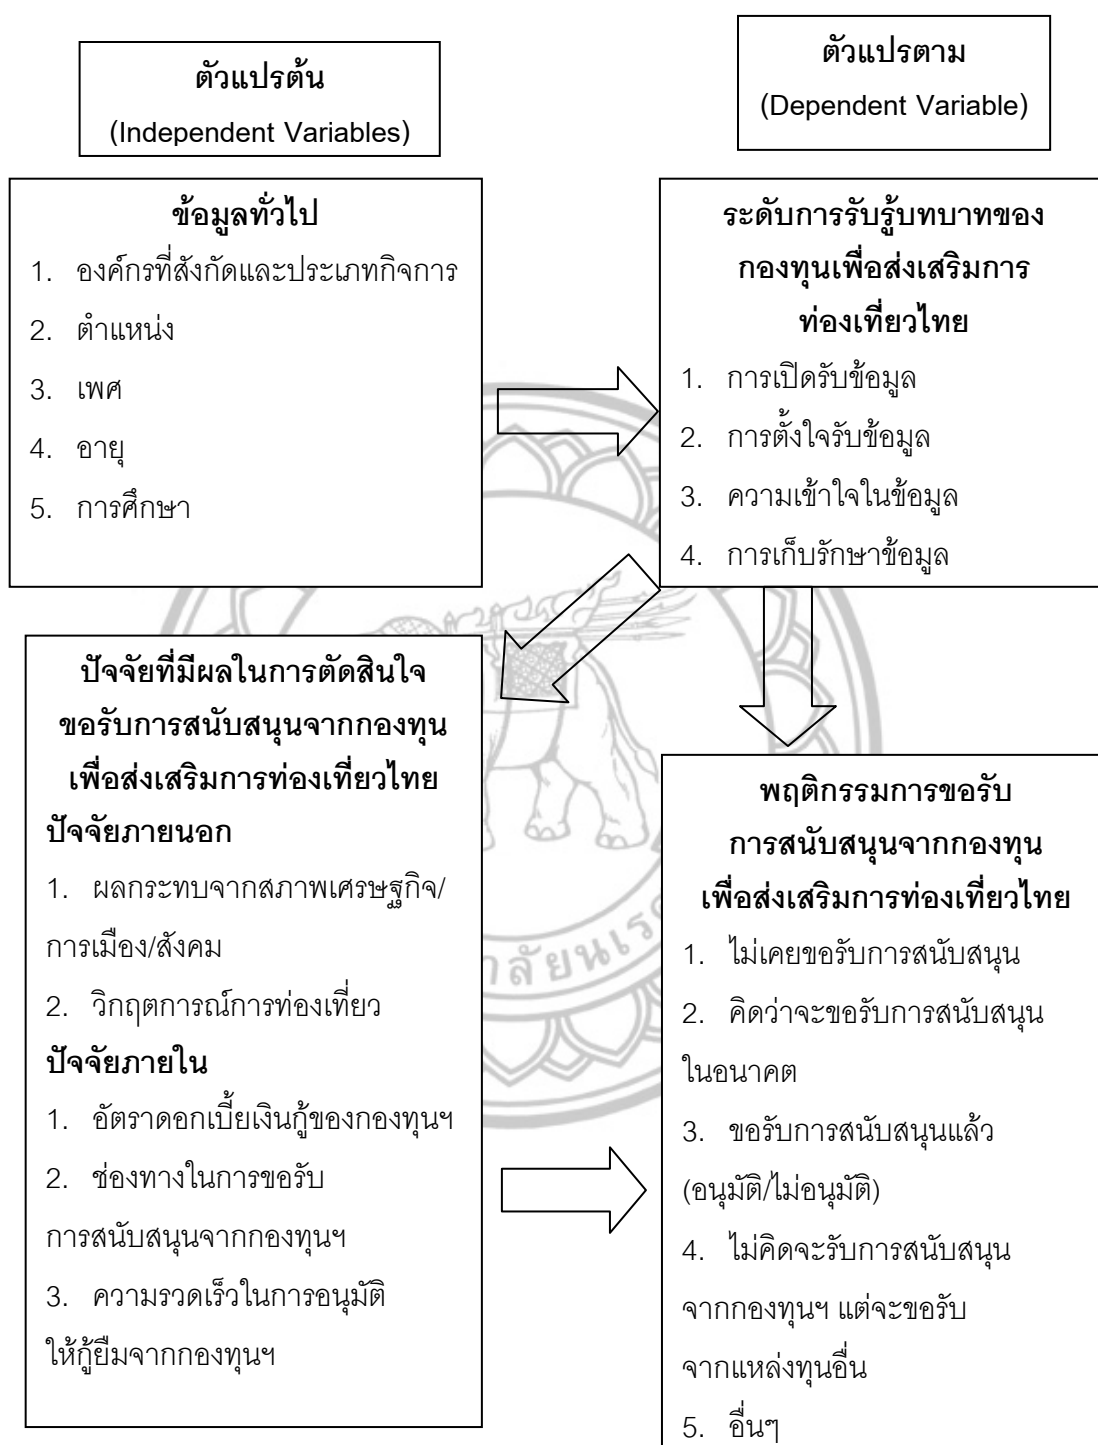 ตัวแปรต้น
(Independent Variables)
ตัวแปรตาม
(Dependent Variable)
ข้อมูลทั่วไป
1. องค์กรที่สังกัดและประเภทกิจการ
2. ตำแหน่ง
3. เพศ
4. อายุ
5. การศึกษา
ระดับการรับรู้บทบาทของ
กองทุนเพื่อส่งเสริมการ
ท่องเที่ยวไทย
1. การเปิดรับข้อมูล
2. การตั้งใจรับข้อมูล
3. ความเข้าใจในข้อมูล
4. การเก็บรักษาข้อมูล
ปัจจัยที่มีผลในการตัดสินใจ
ขอรับการสนับสนุนจากกองทุน
เพื่อส่งเสริมการท่องเที่ยวไทย
ปัจจัยภายนอก
1. ผลกระทบจากสภาพเศรษฐกิจ/
การเมือง/สังคม
2. วิกฤตการณ์การท่องเที่ยว
ปัจจัยภายใน
1. อัตราดอกเบี้ยเงินกู้ของกองทุนฯ
2. ช่องทางในการขอรับ
การสนับสนุนจากกองทุนฯ
3. ความรวดเร็วในการอนุมัติ
ให้กู้ยืมจากกองทุนฯ
พฤติกรรมการขอรับ
การสนับสนุนจากกองทุน
เพื่อส่งเสริมการท่องเที่ยวไทย
1. ไม่เคยขอรับการสนับสนุน
2. คิดว่าจะขอรับการสนับสนุน
ในอนาคต
3. ขอรับการสนับสนุนแล้ว
(อนุมัติ/ไม่อนุมัติ)
4. ไม่คิดจะรับการสนับสนุน
จากกองทุนฯ แต่จะขอรับ
จากแหล่งทุนอื่น
5. อื่นๆ
าลัยนเร